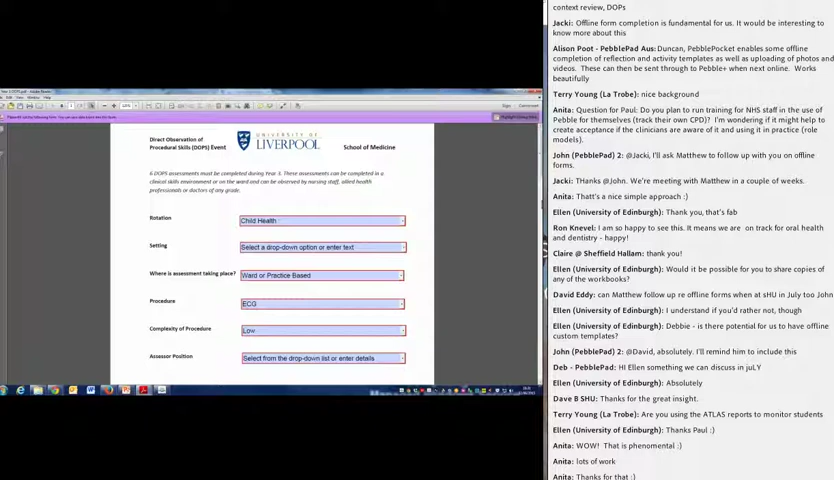 Direct Observation of
Procedural Skills (DOPS) Event
UNIVERSITY OF
LIVERPOOL
School of Medicine
6 DOPS assessments must be completed during Year 3. These assessments can be completed in a
clinical skills environment or on the ward and can be observed by nursing staff, allied health
professionals or doctors of any grade.
Rotation
Child Health
Setting
Select a drop-down option or enter text
Where is assessment taking place?
Ward or Practice Based
Procedure
ECG
Complexity of Procedure
Low
Assessor Position
Select from the drop-down list or enter details
context review, DOPs
Jacki: Offline form completion is fundamental for us. It would be interesting to
know more about this
Alison Poot - PebblePad Aus: Duncan, PebblePocket enables some offline
completion of reflection and activity templates as well as uploading of photos and
videos. These can then be sent through to Pebble+ when next online. Works
beautifully
Terry Young (La Trobe): nice background
Anita: Question for Paul: Do you plan to run training for NHS staff in the use of
Pebble for themselves (track their own CPD)? I'm wondering if it might help to
create acceptance if the clinicians are aware of it and using it in practice (role
models).
John (PebblePad) 2: @Jacki, I'll ask Matthew to follow up with you on offline
forms.
Jacki: THanks @John. We're meeting with Matthew in a couple of weeks.
Anita: Thatt's a nice simple approach :)
Ellen (University of Edinburgh): Thank you, that's fab
Ron Knevel: I am so happy to see this. It means we are on track for oral health
and dentistry - happy!
Claire @ Sheffield Hallam: thank you!
Ellen (University of Edinburgh): Would it be possible for you to share copies of
any of the workbooks?
David Eddy: can Matthew follow up re offline forms when at sHU in July too John
Ellen (University of Edinburgh): I understand if you'd rather not, though
Ellen (University of Edinburgh): Debbie - is there potential for us to have offline
custom templates?
John (PebblePad) 2: @David, absolutely. I'll remind him to include this
Deb - PebblePad: HI Ellen something we can discuss in juLY
Ellen (University of Edinburgh): Absolutely
Dave B SHU: Thanks for the great insight.
Terry Young (La Trobe): Are you using the ATLAS reports to monitor students
Ellen (University of Edinburgh): Thanks Paul :)
Anita: WOW! That is phenomenal :)
Anita: lots of work
Anita: Thanks for that :)